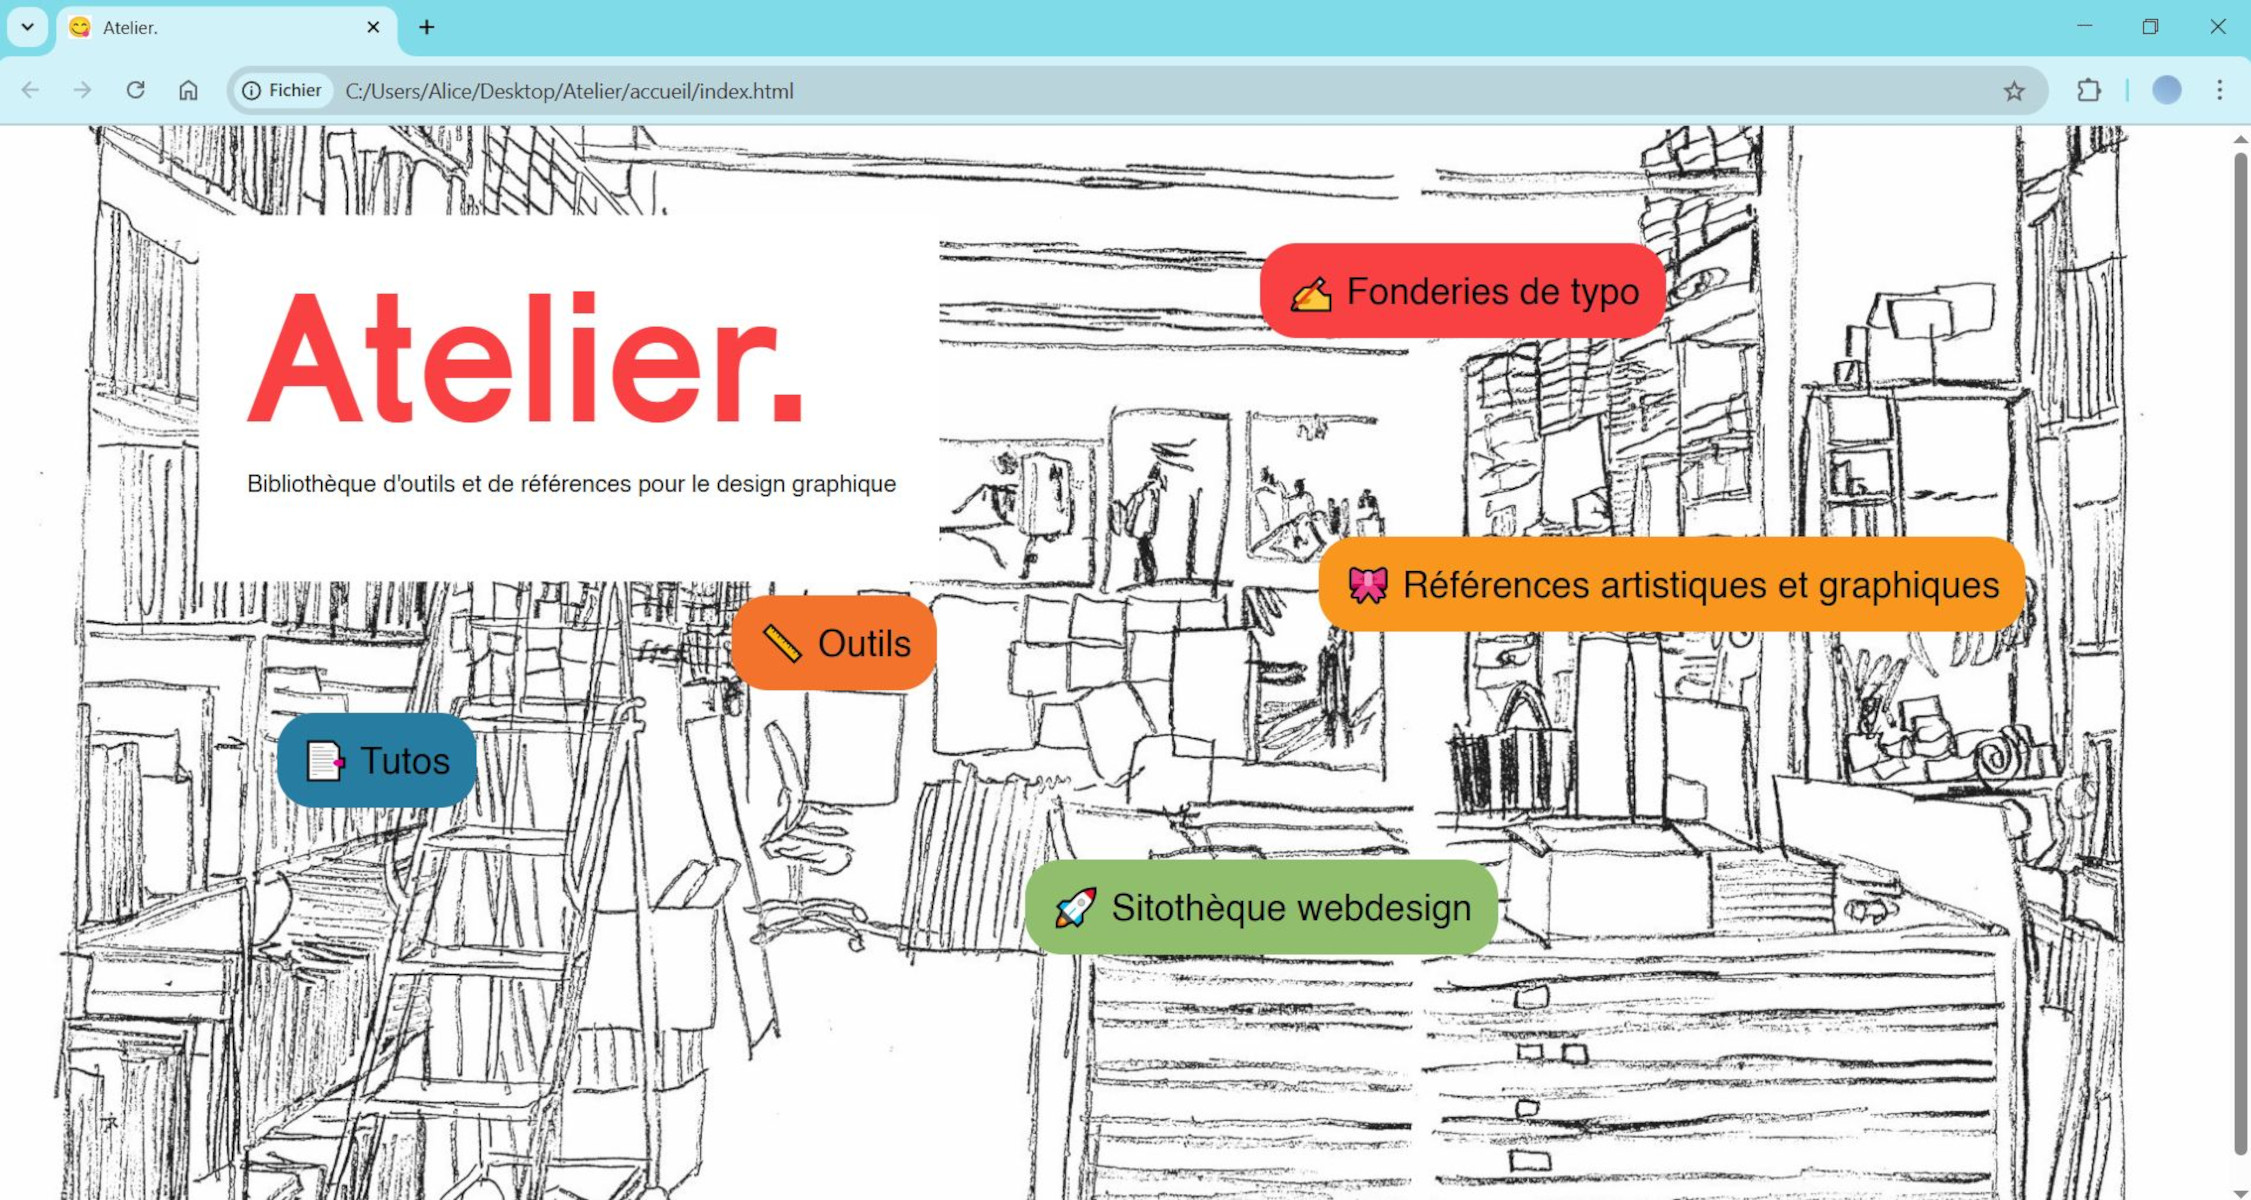 Atelier.
Fichier C:/Users/Alice/Desktop/Atelier/accueil/index.html
Atelier.
Bibliothèque d'outils et de références pour le design graphique
✍️ Fonderies de typo
🎀 Références artistiques et graphiques
📏 Outils
📑 Tutos
🚀 Sitothèque webdesign